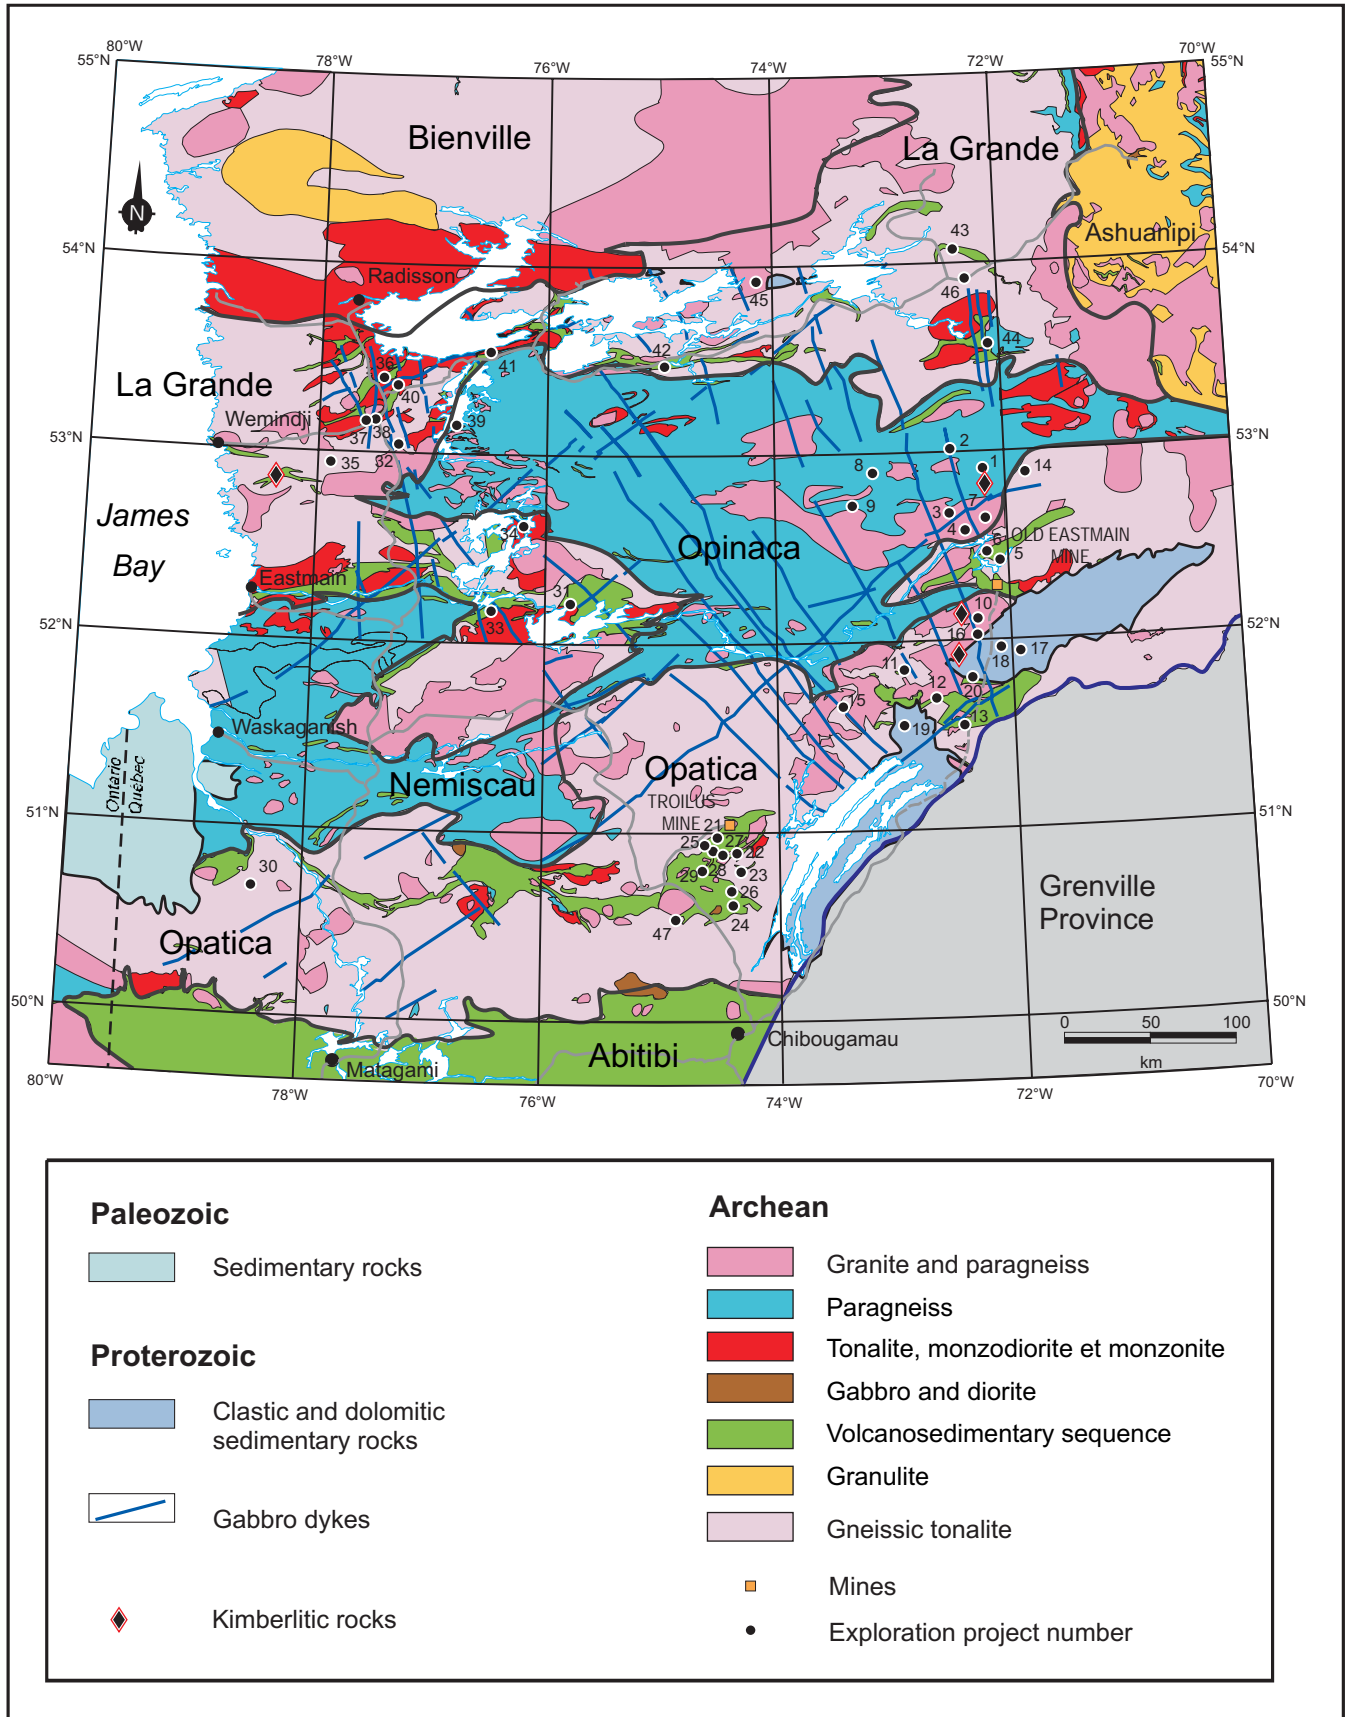 80°W
55°N
78°W
76°W
74°W
72°W
70°W
55°N
Bienville
La Grande
N
43
Ashuanipi
54°N
54°N
Radisson
45
46
36
41
42
44
La Grande
40
Wemindji
37
38
39
53°N
53°N
32
35
2
8
1
14
James
Bay
9
3
7
4
34
Opinaca
6
OLD EASTMAIN
5
MINE
Eastmain
31
33
10
52°N
52°N
16
11
18
17
12
20
15
13
19
Waskaganish
Ontario
Québec
Nemiscau
Opatica
TROILUS
MINE
21
51°N
51°N
25
27
22
30
29
28
23
26
24
47
Grenville
Province
Opatica
50°N
50°N
0
50
100
km
Chibougamau
Abitibi
Matagami
80°W
78°W
76°W
74°W
72°W
70°W
Paleozoic
Sedimentary rocks
Proterozoic
Clastic and dolomitic
sedimentary rocks
Gabbro dykes
Kimberlitic rocks
Archean
Granite and paragneiss
Paragneiss
Tonalite, monzodiorite et monzonite
Gabbro and diorite
Volcanosedimentary sequence
Granulite
Gneissic tonalite
Mines
Exploration project number